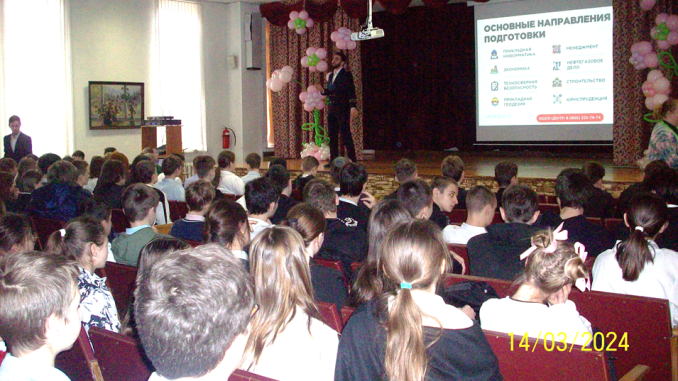 ОСНОВНЫЕ НАПРАВЛЕНИЯ
ПОДГОТОВКИ
ПРИКЛАДНАЯ
ИНФОРМАТИКА
ЭКОНОМИКА
ТЕХНОСФЕРНАЯ
БЕЗОПАСНОСТЬ
ПРИКЛАДНАЯ
ГЕОДЕЗИЯ
МЕНЕДЖМЕНТ
НЕФТЕГАЗОВОЕ
ДЕЛО
СТРОИТЕЛЬСТВО
ЮРИСПРУДЕНЦИЯ
14/03/2024